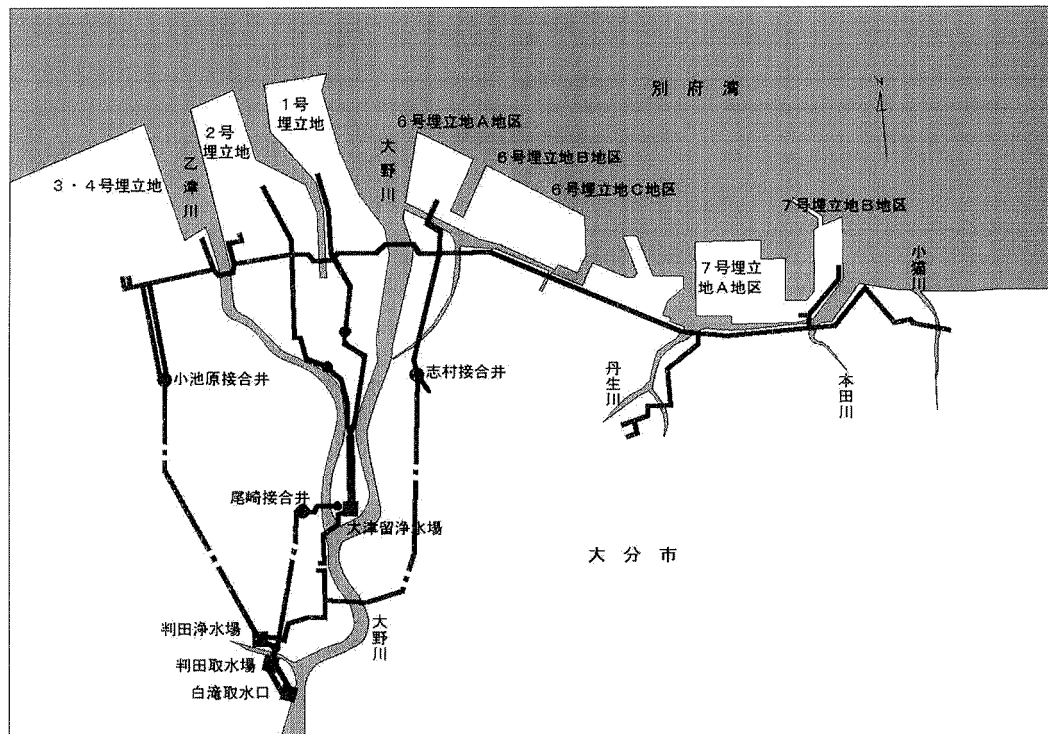 別府湾
1号
埋立地
2号
埋立地
3・4号埋立地
乙津川
大野川
6号埋立地A地区
6号埋立地B地区
6号埋立地C地区
7号埋立地B地区
7号埋立
地A地区
小猫川
小池原接合井
志村接合井
丹生川
本田川
尾崎接合井
大津留浄水場
大分市
判田浄水場
大野川
判田取水場
白滝取水口